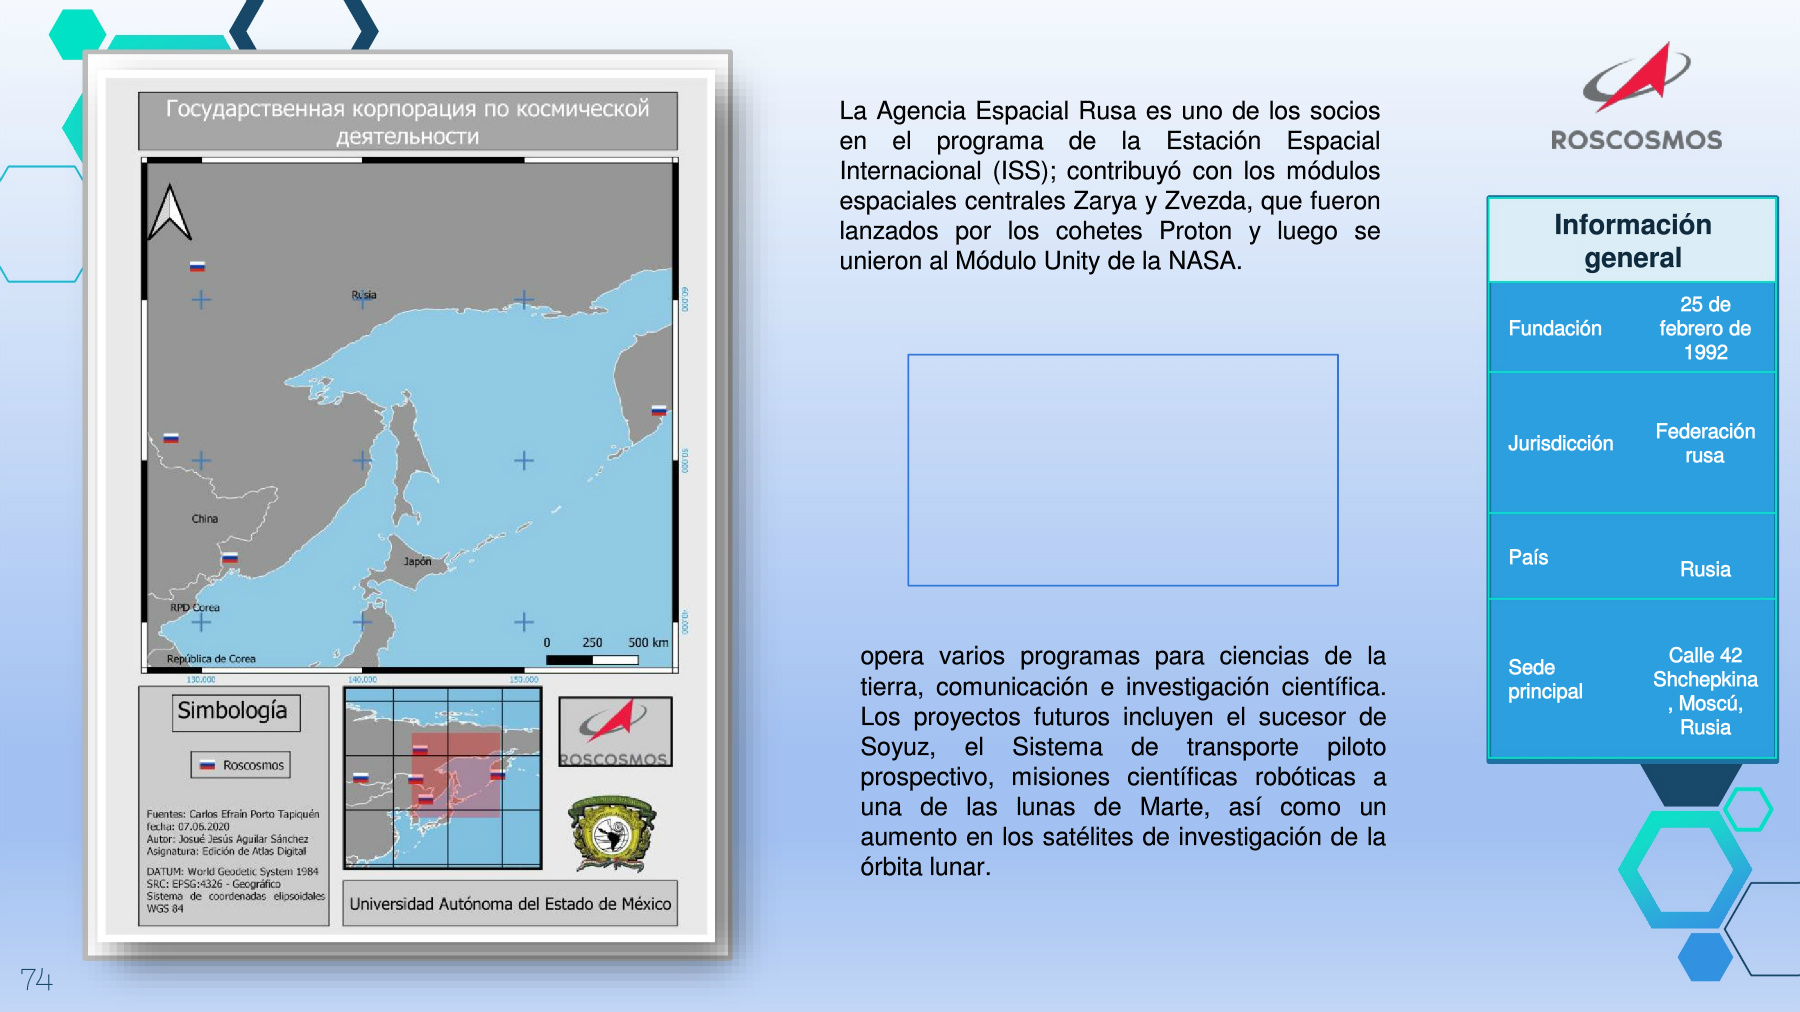 Государственная корпорация по космической
деятельности
Rusia
China
Japón
RPD Corea
República de Corea
0 250 500 km
60.000
50.000
40.000
130.000 140.000 150.000
Simbología
Roscosmos
Fuentes: Carlos Efraín Porto Tapiquén
fecha: 07.06.2020
Autor: Josué Jesús Aguilar Sánchez
Asignatura: Edición de Atlas Digital
DATUM: World Geodetic System 1984
SRC: EPSG:4326 - Geográfico
Sistema de coordenadas elipsoidales
WGS 84
ROSCOSMOS
Universidad Autónoma del Estado de México
La Agencia Espacial Rusa es uno de los socios
en el programa de la Estación Espacial
Internacional (ISS); contribuyó con los módulos
espaciales centrales Zarya y Zvezda, que fueron
lanzados por los cohetes Proton y luego se
unieron al Módulo Unity de la NASA.
opera varios programas para ciencias de la
tierra, comunicación e investigación científica.
Los proyectos futuros incluyen el sucesor de
Soyuz, el Sistema de transporte piloto
prospectivo, misiones científicas robóticas a
una de las lunas de Marte, así como un
aumento en los satélites de investigación de la
órbita lunar.
ROSCOSMOS
Información
general
Fundación
25 de
febrero de
1992
Jurisdicción
Federación
rusa
País
Rusia
Sede
principal
Calle 42
Shchepkina
, Moscú,
Rusia
74